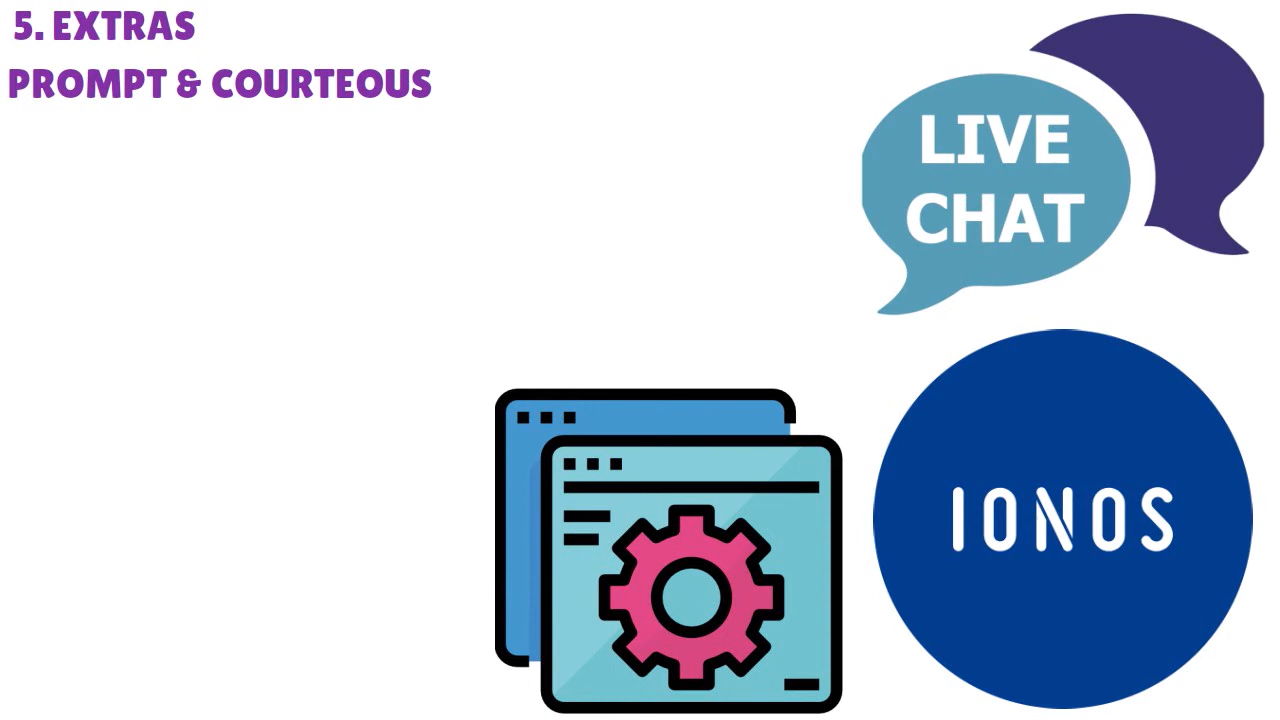 5. EXTRAS
PROMPT & COURTEOUS
LIVE
CHAT
IONOS